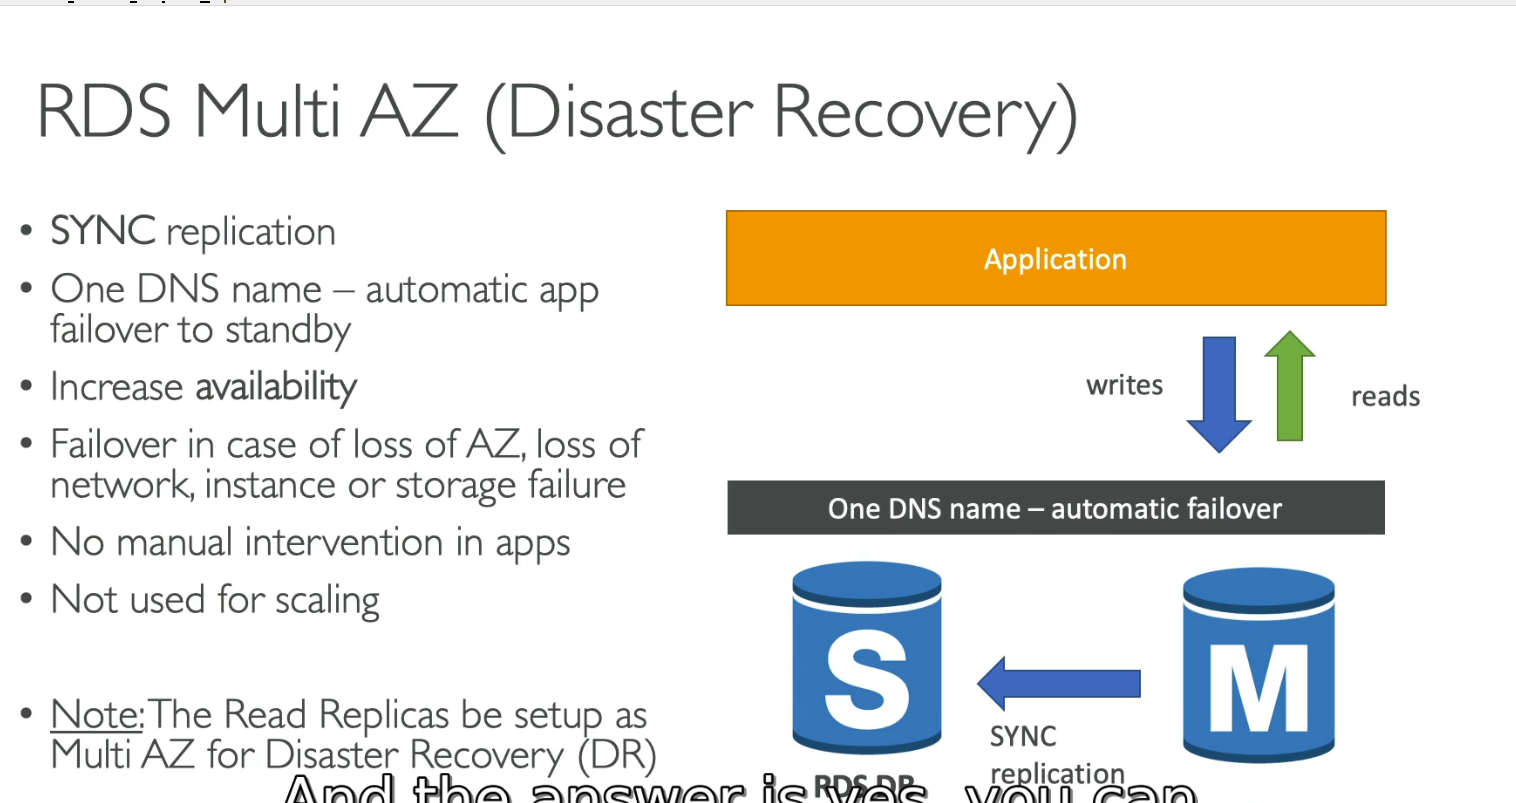 RDS Multi AZ (Disaster Recovery)
• SYNC replication
• One DNS name – automatic app
failover to standby
• Increase availability
• Failover in case of loss of AZ, loss of
network, instance or storage failure
• No manual intervention in apps
• Not used for scaling
• Note: The Read Replicas be setup as
Multi AZ for Disaster Recovery (DR)
Application
writes
reads
One DNS name – automatic failover
S
M
SYNC
replication
RDS DB
And the answer is yes, you can